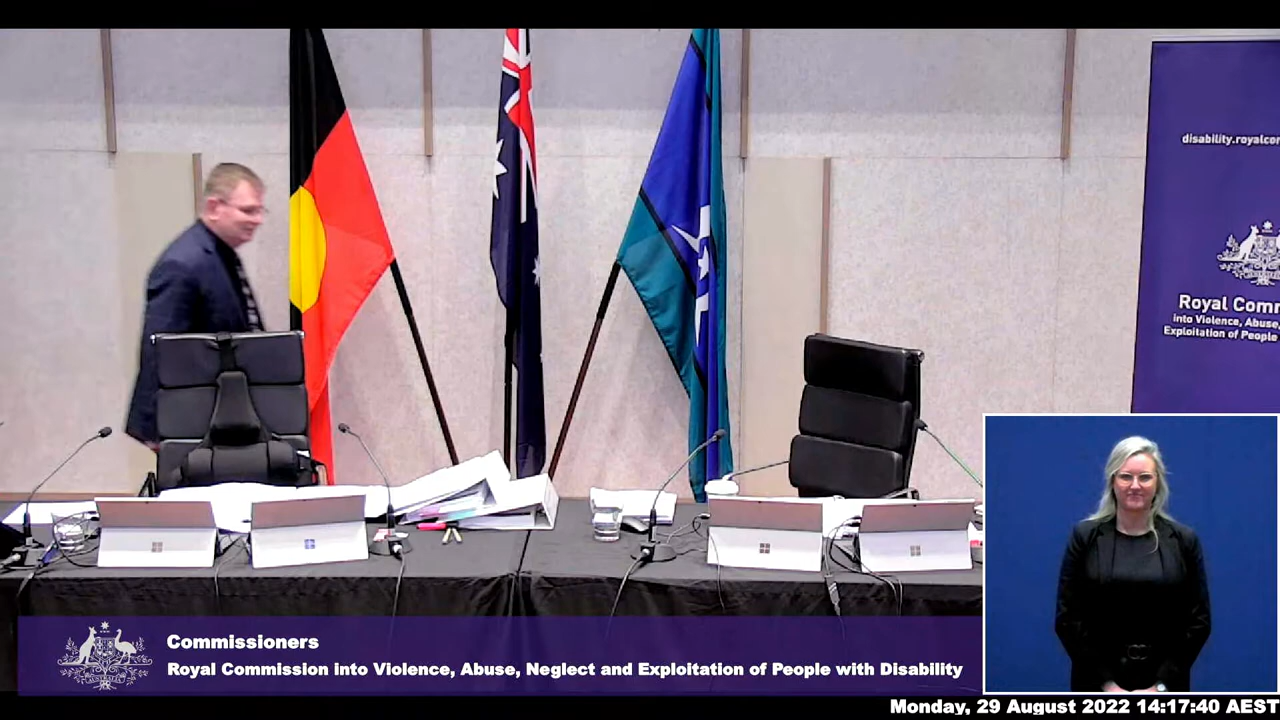 disability.royalcor
Royal Comm
into Violence, Abuse,
Exploitation of People
Commissioners
Royal Commission into Violence, Abuse, Neglect and Exploitation of People with Disability
Monday, 29 August 2022 14:17:40 AEST